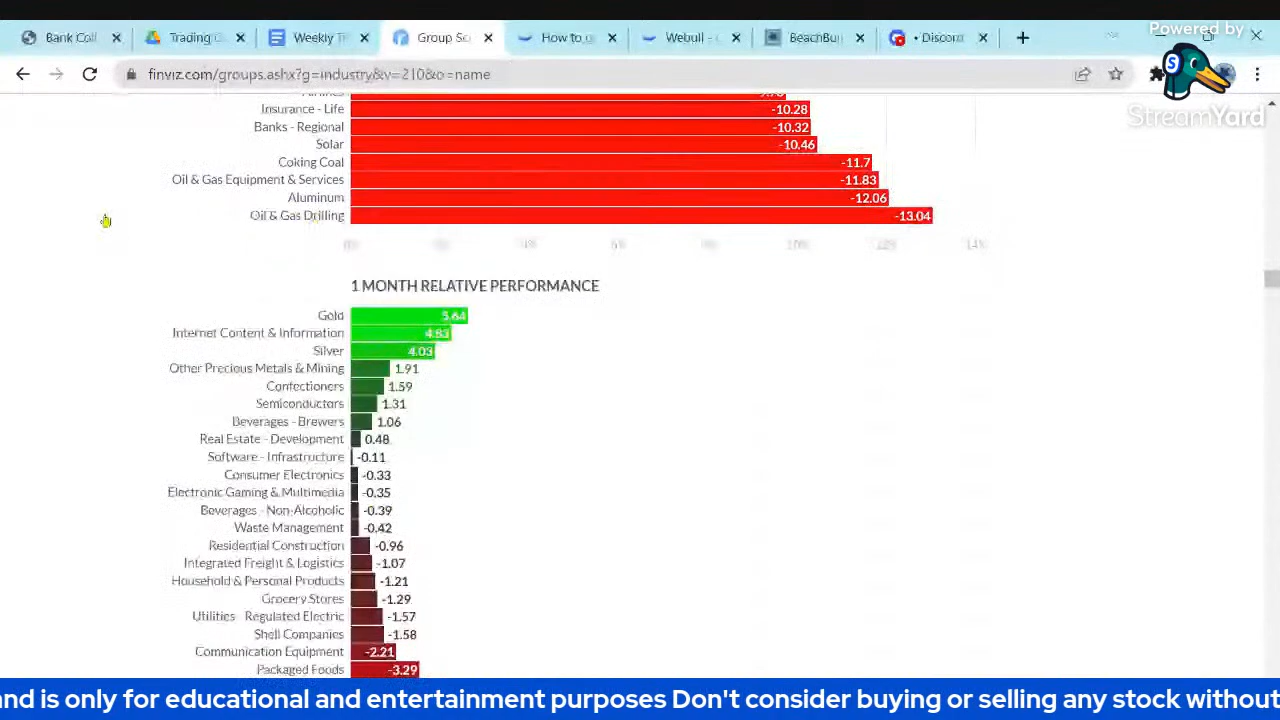 Powered by
Bank Coll
Trading C
Weekly T
Group Sc
How to
Webull -
BeachBu
• Discord
finviz.com/groups.ashx?g=industry&v=210&o=name
StreamYard
Airlines
Insurance - Life -10.28
Banks - Regional -10.32
Solar -10.46
Coking Coal -11.7
Oil & Gas Equipment & Services -11.83
Aluminum -12.06
Oil & Gas Drilling -13.04
1 MONTH RELATIVE PERFORMANCE
Gold 5.64
Internet Content & Information 4.83
Silver 4.03
Other Precious Metals & Mining 1.91
Confectioners 1.59
Semiconductors 1.31
Beverages - Brewers 1.06
Real Estate - Development 0.48
Software - Infrastructure -0.11
Consumer Electronics -0.33
Electronic Gaming & Multimedia -0.35
Beverages - Non-Alcoholic -0.39
Waste Management -0.42
Residential Construction -0.96
Integrated Freight & Logistics -1.07
Household & Personal Products -1.21
Grocery Stores -1.29
Utilities - Regulated Electric -1.57
Shell Companies -1.58
Communication Equipment -2.21
Packaged Foods -3.29
and is only for educational and entertainment purposes Don't consider buying or selling any stock without